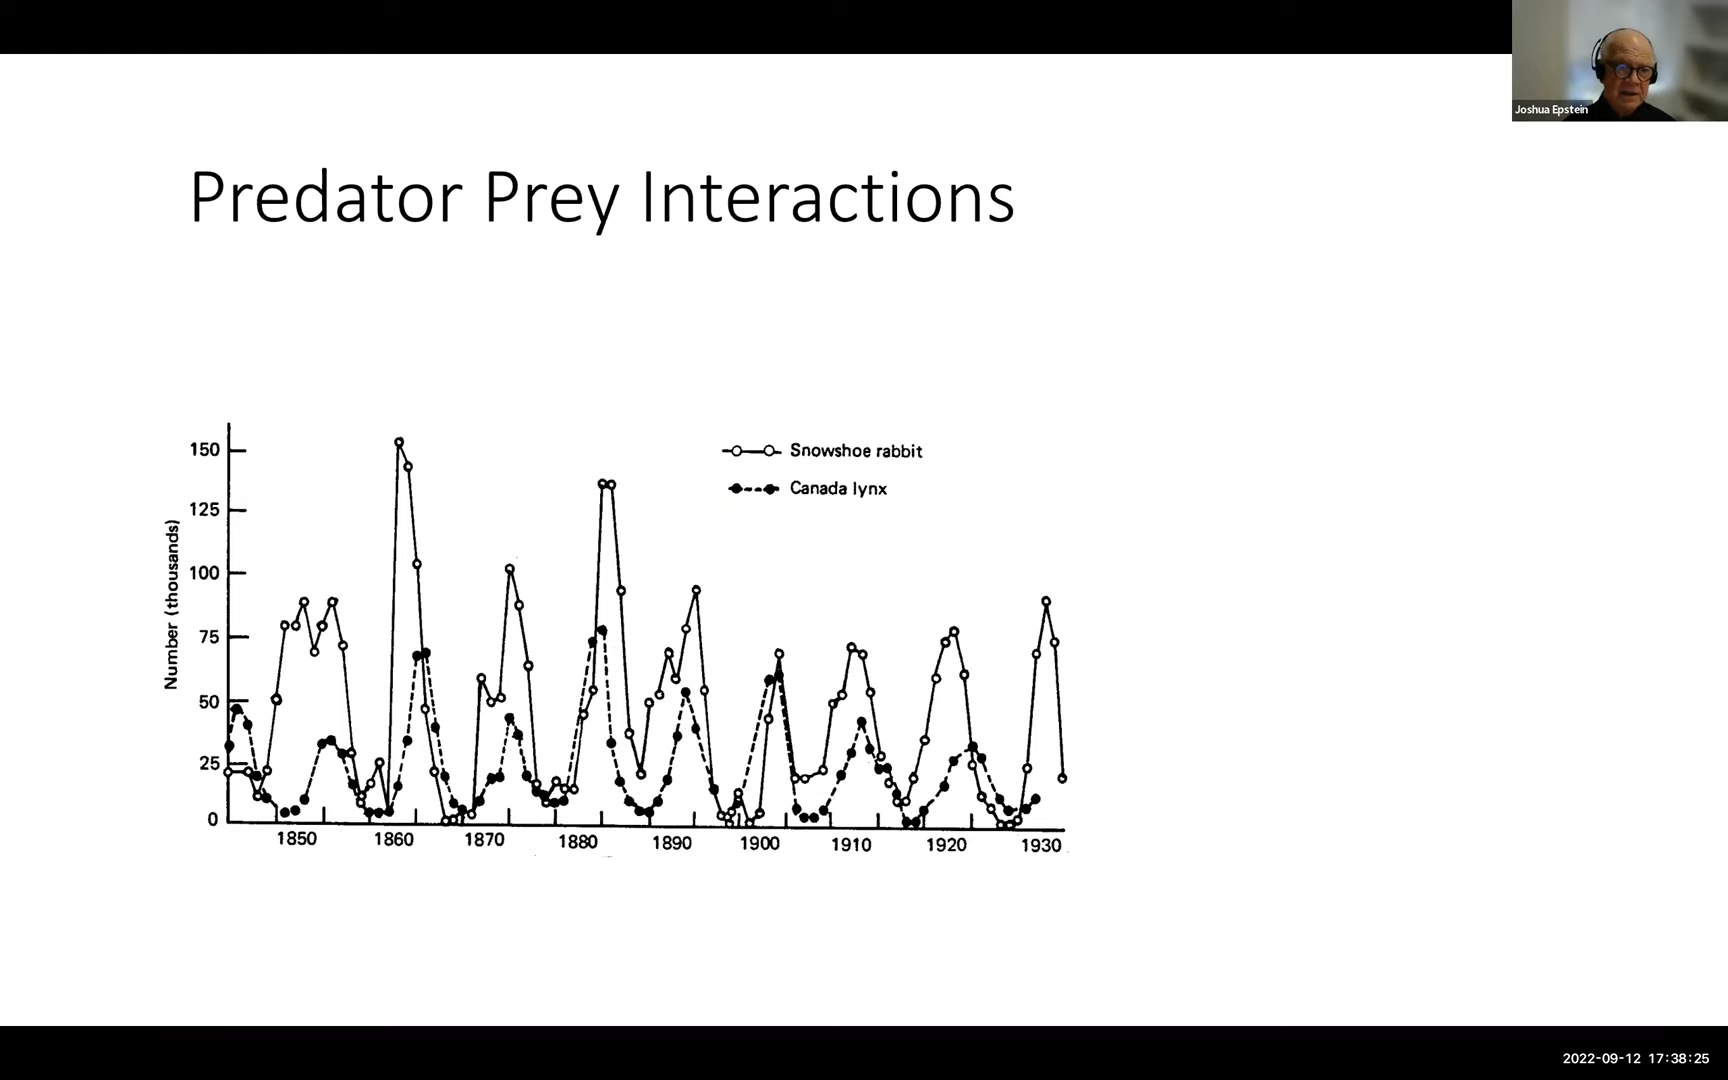 Joshua Epstein
Predator Prey Interactions
Number (thousands)
150
125
100
75
50
25
0
Snowshoe rabbit
Canada lynx
1850 1860 1870 1880 1890 1900 1910 1920 1930
2022-09-12 17:38:25